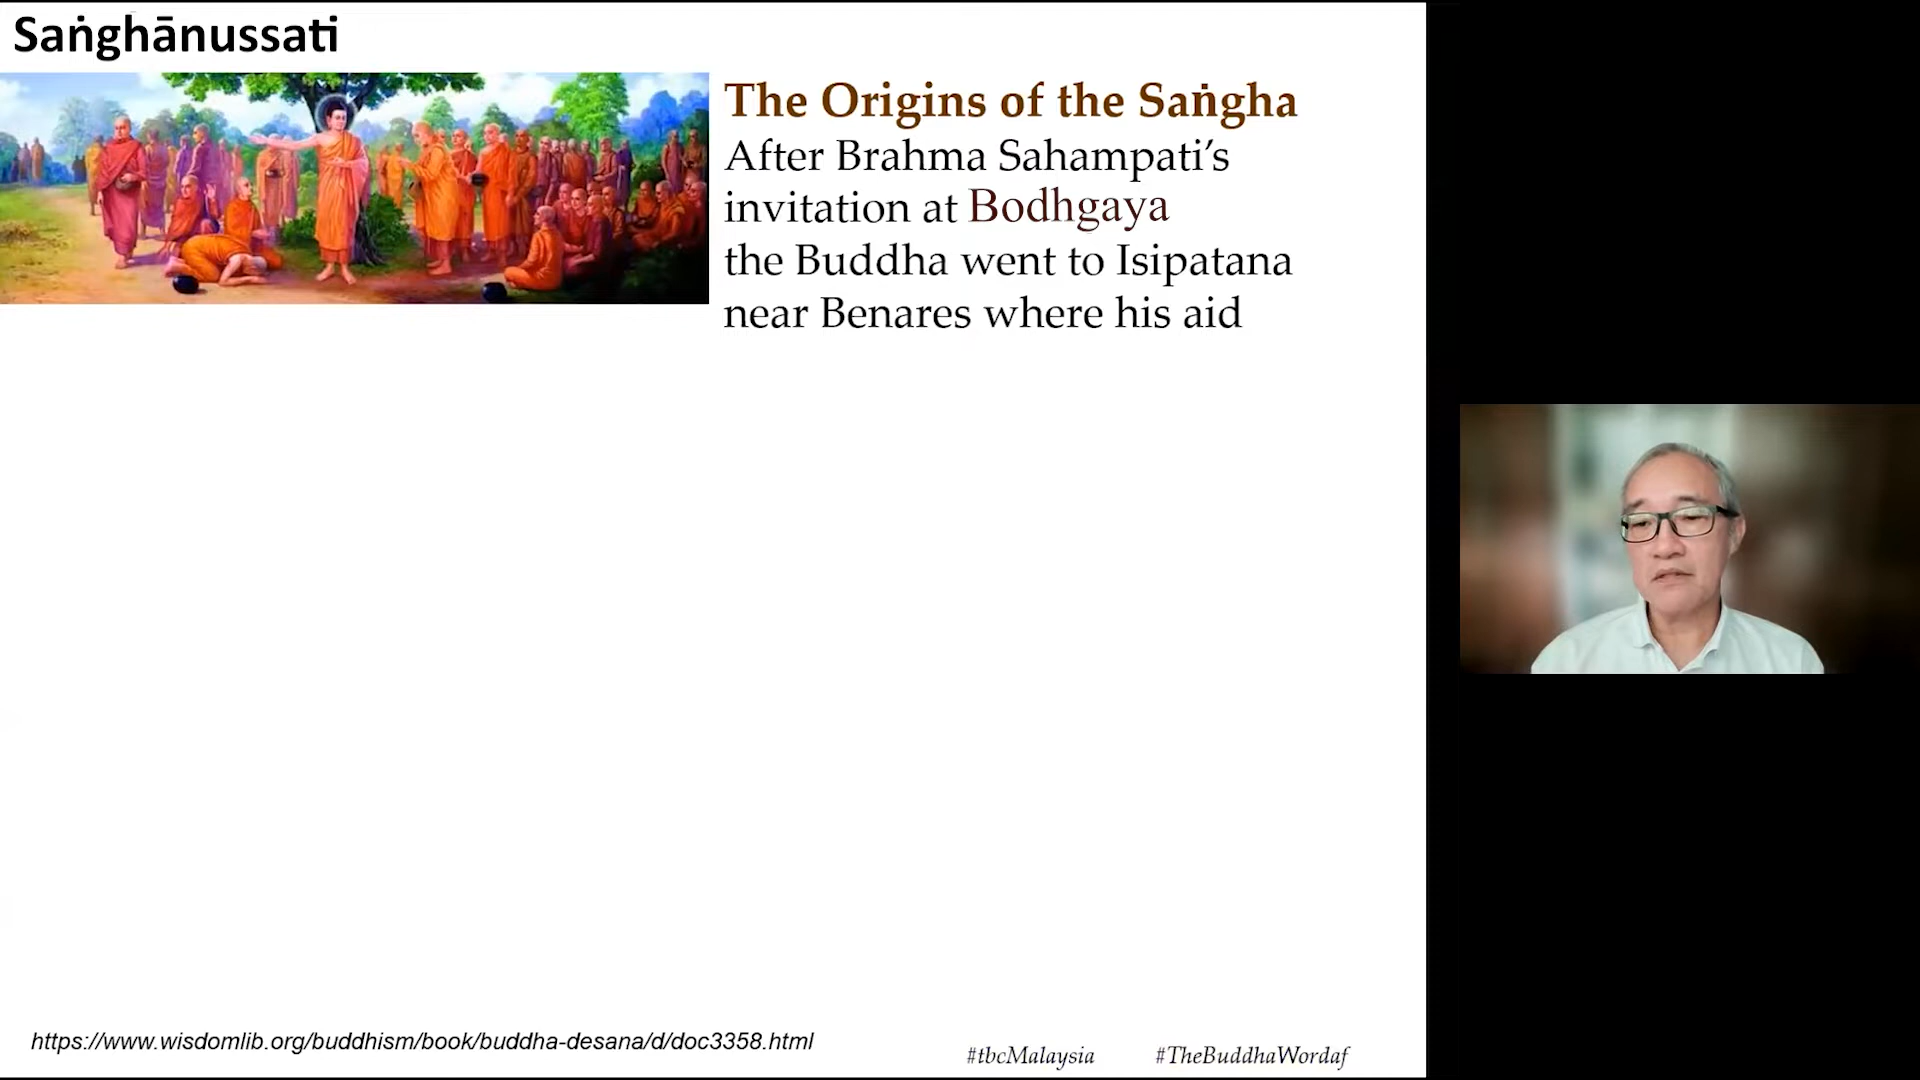 Saṅghānussati
The Origins of the Saṅgha
After Brahma Sahampati’s
invitation at Bodhgaya
the Buddha went to Isipatana
near Benares where his aid
https://www.wisdomlib.org/buddhism/book/buddha-desana/d/doc3358.html
#tbcMalaysia #TheBuddhaWordaf